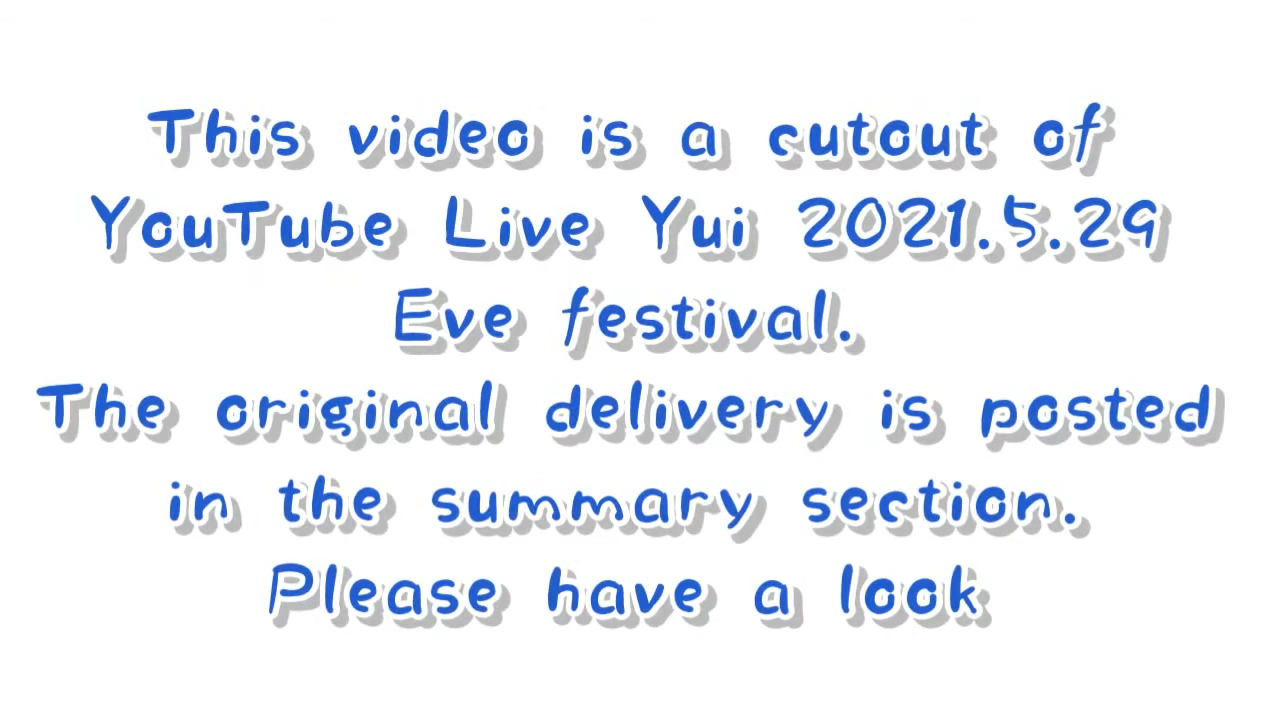 This video is a cutout of
YouTube Live Yui 2021.5.29
Eve festival.
The original delivery is posted
in the summary section.
Please have a look